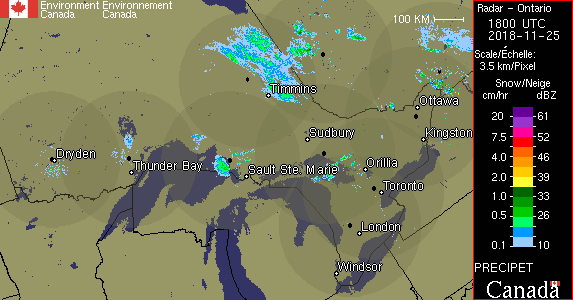 Environment Environnement
Canada Canada
100 KM
Radar - Ontario
1800 UTC
2018-11-25
Scale/Échelle:
3.5 km/Pixel
Snow/Neige
cm/hr dBZ
20 61
7.5 52
4.0 46
2.0 39
1.0 33
0.5 26
0.1 10
PRECIPET
Canada
Timmins
Ottawa
Sudbury
Kingston
Dryden
Thunder Bay
Sault Ste. Marie
Orillia
Toronto
London
Windsor